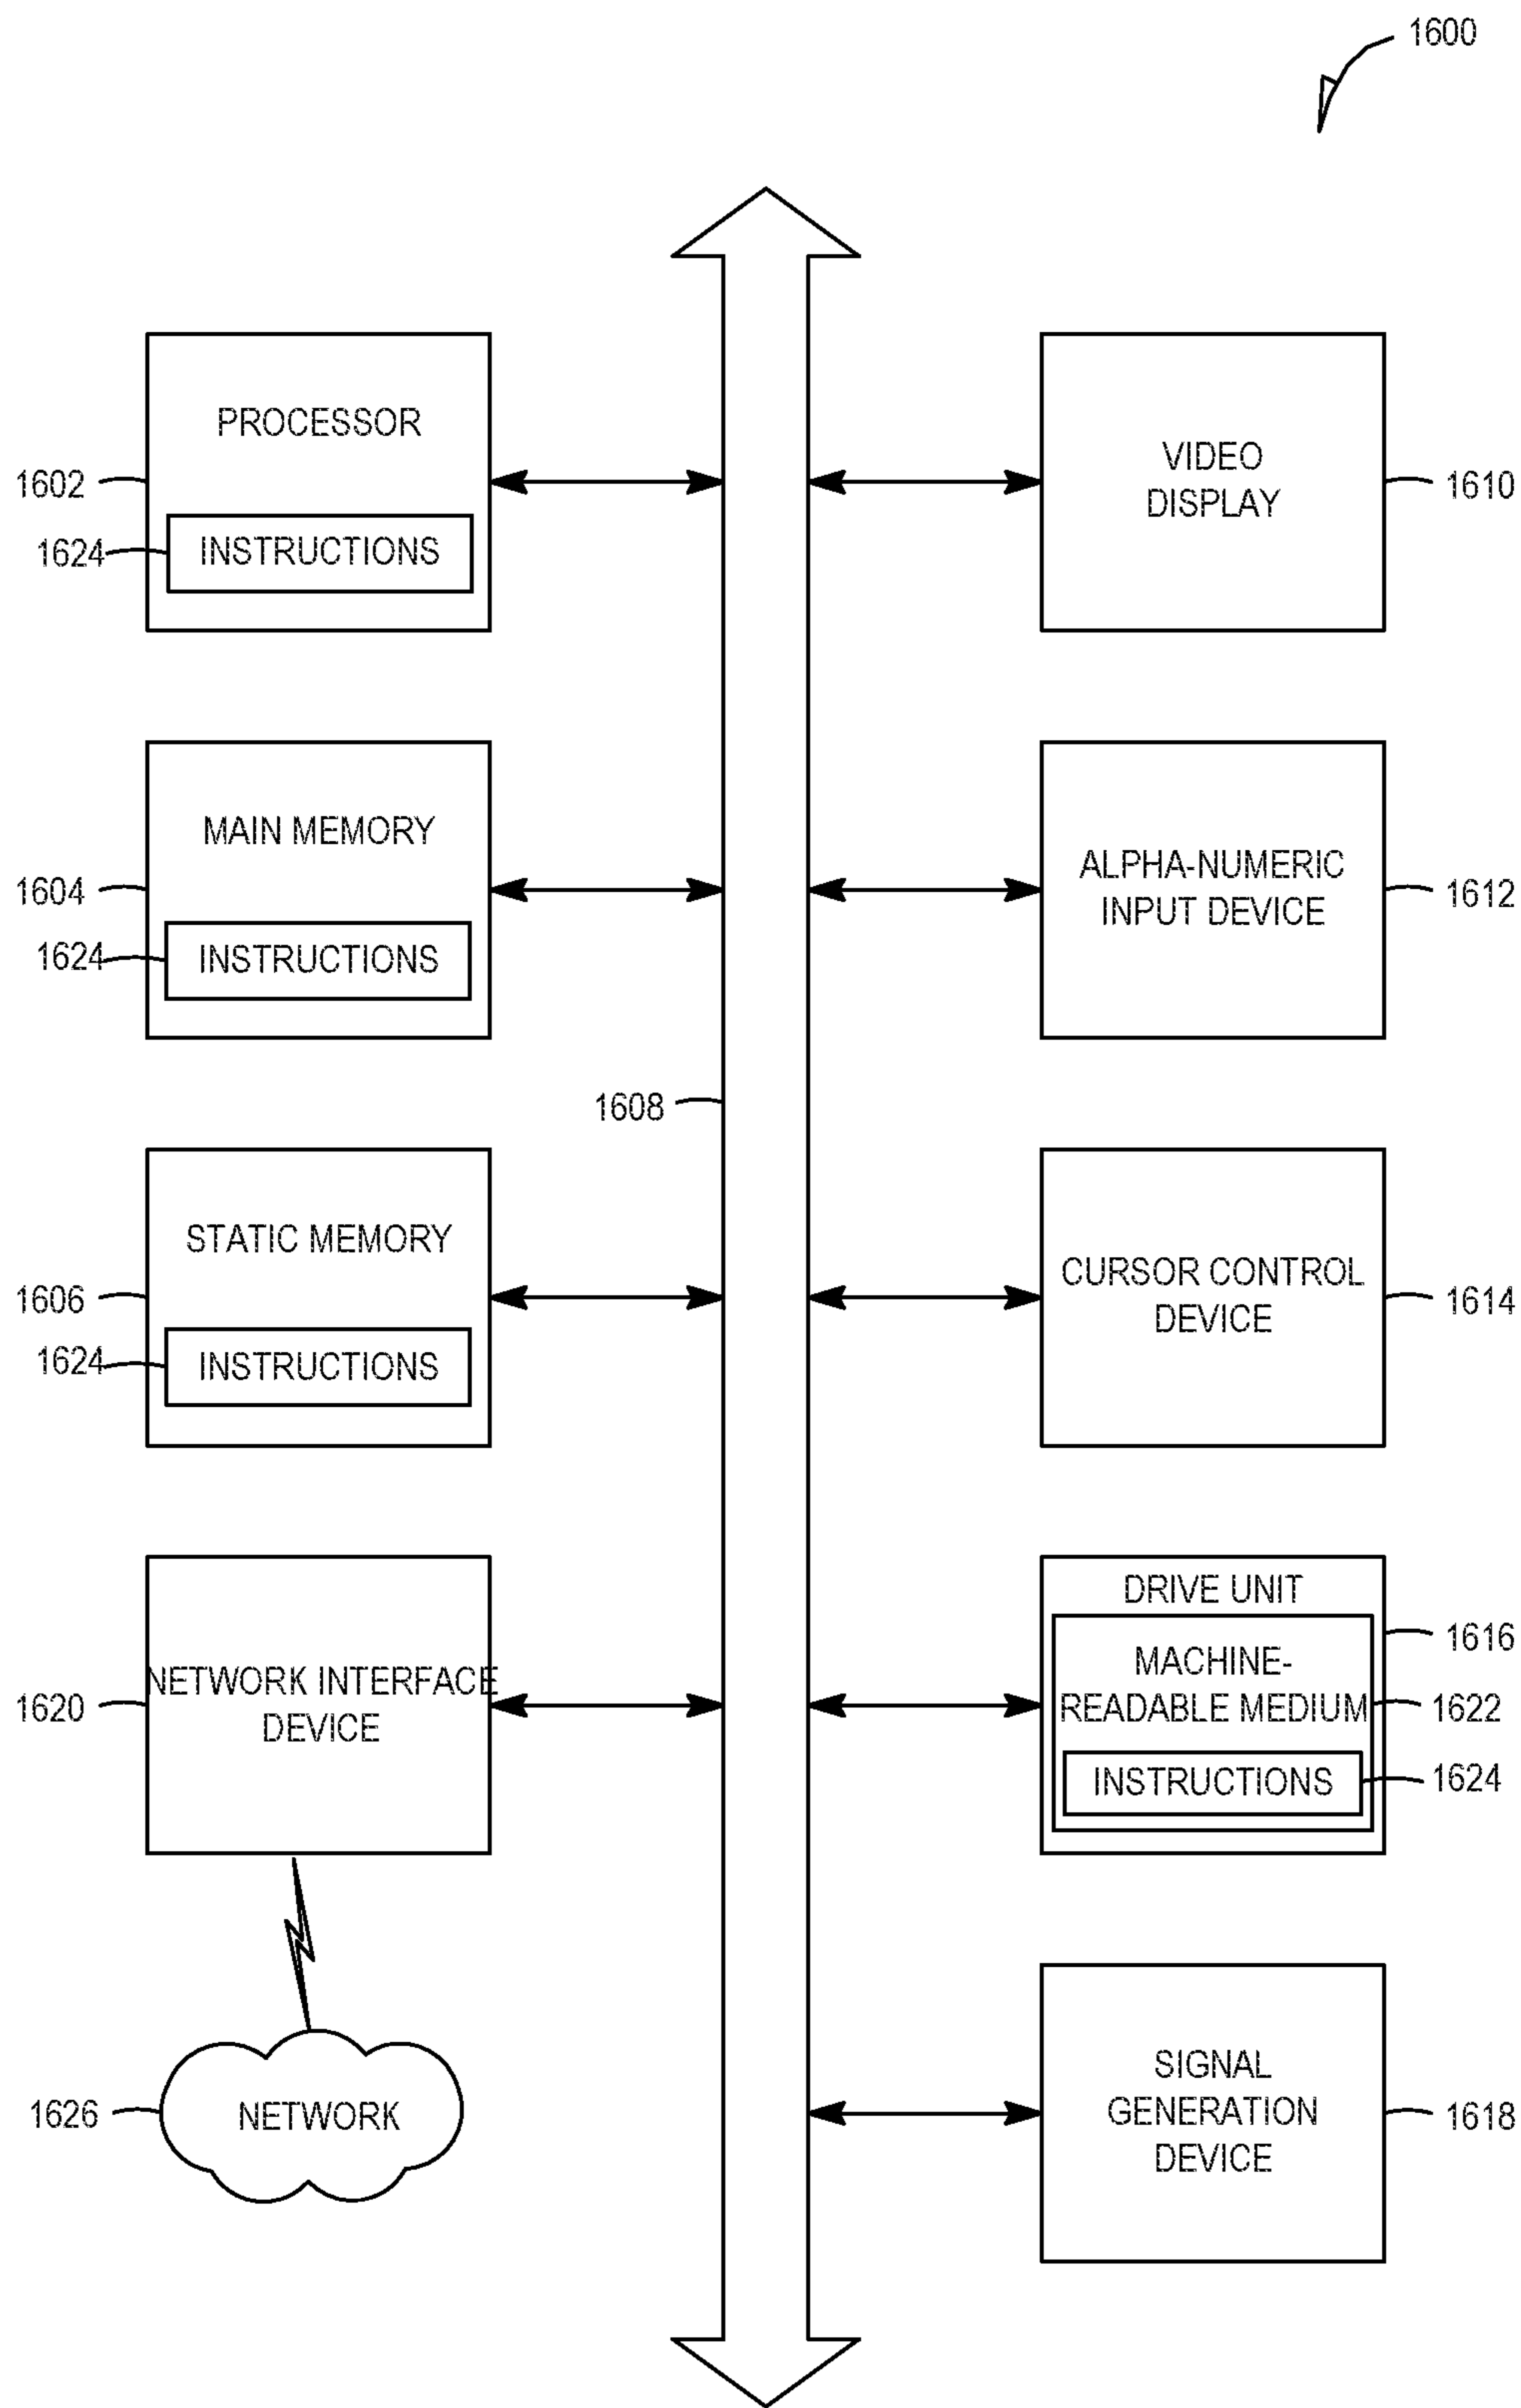 1600
PROCESSOR
1602
1624
INSTRUCTIONS
VIDEO
DISPLAY
1610
MAIN MEMORY
1604
1624
INSTRUCTIONS
ALPHA-NUMERIC
INPUT DEVICE
1612
1608
STATIC MEMORY
1606
1624
INSTRUCTIONS
CURSOR CONTROL
DEVICE
1614
NETWORK INTERFACE
DEVICE
1620
DRIVE UNIT
1616
MACHINE-
READABLE MEDIUM
1622
INSTRUCTIONS
1624
1626
NETWORK
SIGNAL
GENERATION
DEVICE
1618